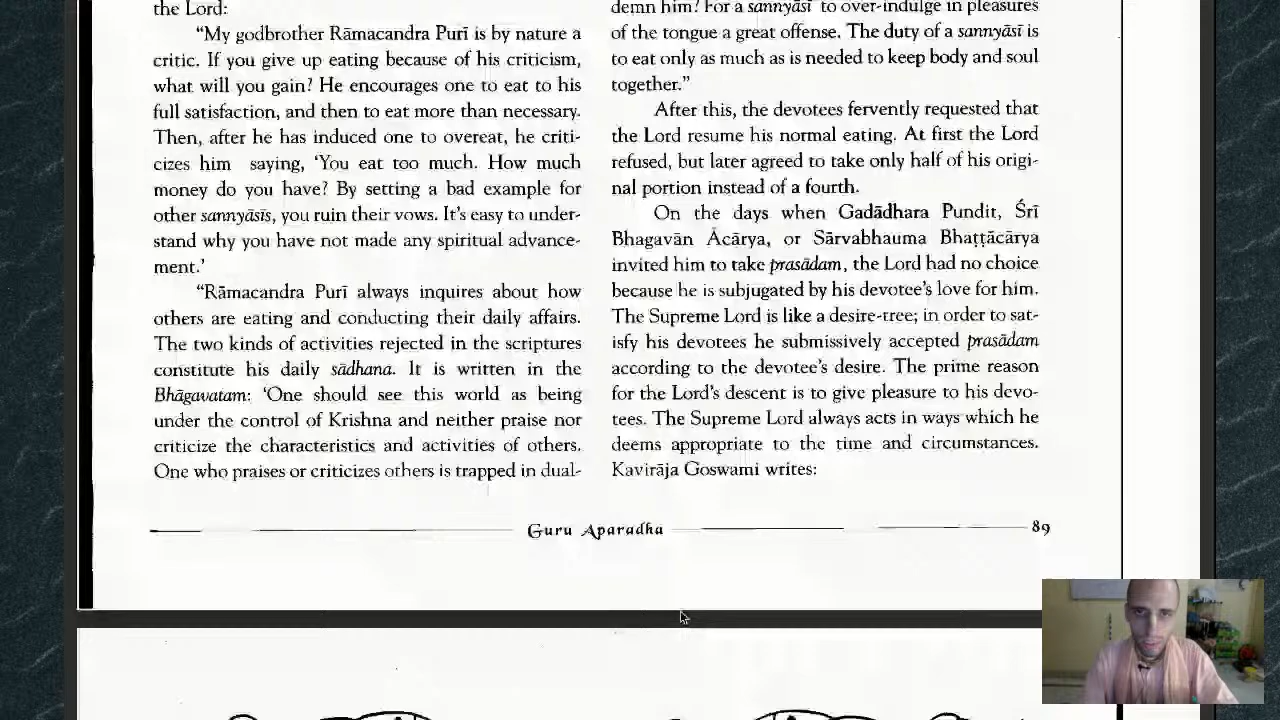 the Lord:
“My godbrother Rāmacandra Purī is by nature a
critic. If you give up eating because of his criticism,
what will you gain? He encourages one to eat to his
full satisfaction, and then to eat more than necessary.
Then, after he has induced one to overeat, he criti-
cizes him saying, ‘You eat too much. How much
money do you have? By setting a bad example for
other sannyāsīs, you ruin their vows. It's easy to under-
stand why you have not made any spiritual advance-
ment.’
“Rāmacandra Purī always inquires about how
others are eating and conducting their daily affairs.
The two kinds of activities rejected in the scriptures
constitute his daily sādhana. It is written in the
Bhāgavatam: ‘One should see this world as being
under the control of Krishna and neither praise nor
criticize the characteristics and activities of others.
One who praises or criticizes others is trapped in dual-
demn him? For a sannyāsī to over-indulge in pleasures
of the tongue a great offense. The duty of a sannyāsī is
to eat only as much as is needed to keep body and soul
together.”
After this, the devotees fervently requested that
the Lord resume his normal eating. At first the Lord
refused, but later agreed to take only half of his origi-
nal portion instead of a fourth.
On the days when Gadādhara Pundit, Śrī
Bhagavān Ācārya, or Sārvabhauma Bhaṭṭācārya
invited him to take prasādam, the Lord had no choice
because he is subjugated by his devotee's love for him.
The Supreme Lord is like a desire-tree; in order to sat-
isfy his devotees he submissively accepted prasādam
according to the devotee's desire. The prime reason
for the Lord's descent is to give pleasure to his devo-
tees. The Supreme Lord always acts in ways which he
deems appropriate to the time and circumstances.
Kavirāja Goswami writes:
Guru Aparadha
89